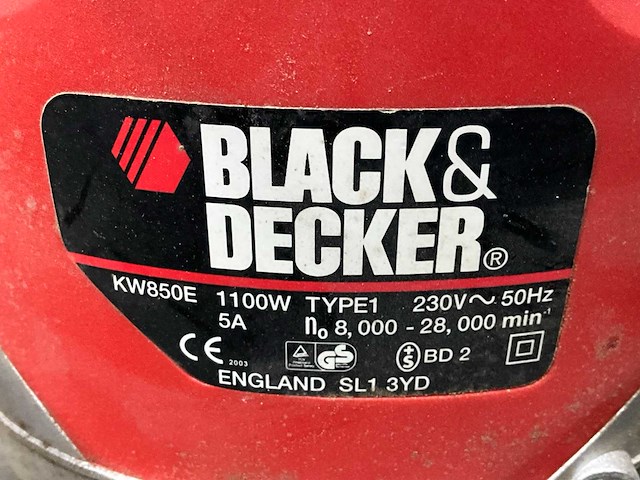 BLACK&
DECKER®
KW850E 1100W TYPE1 230V~50Hz
5A n₀ 8,000 - 28,000 min⁻¹
CE 2003 GS BD 2
ENGLAND SL1 3YD